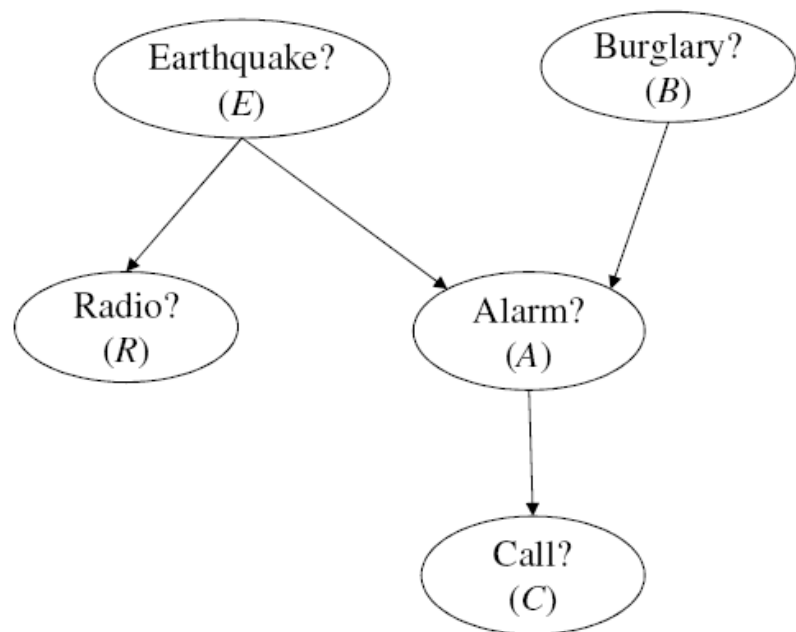 Earthquake?
(E)
Burglary?
(B)
Radio?
(R)
Alarm?
(A)
Call?
(C)